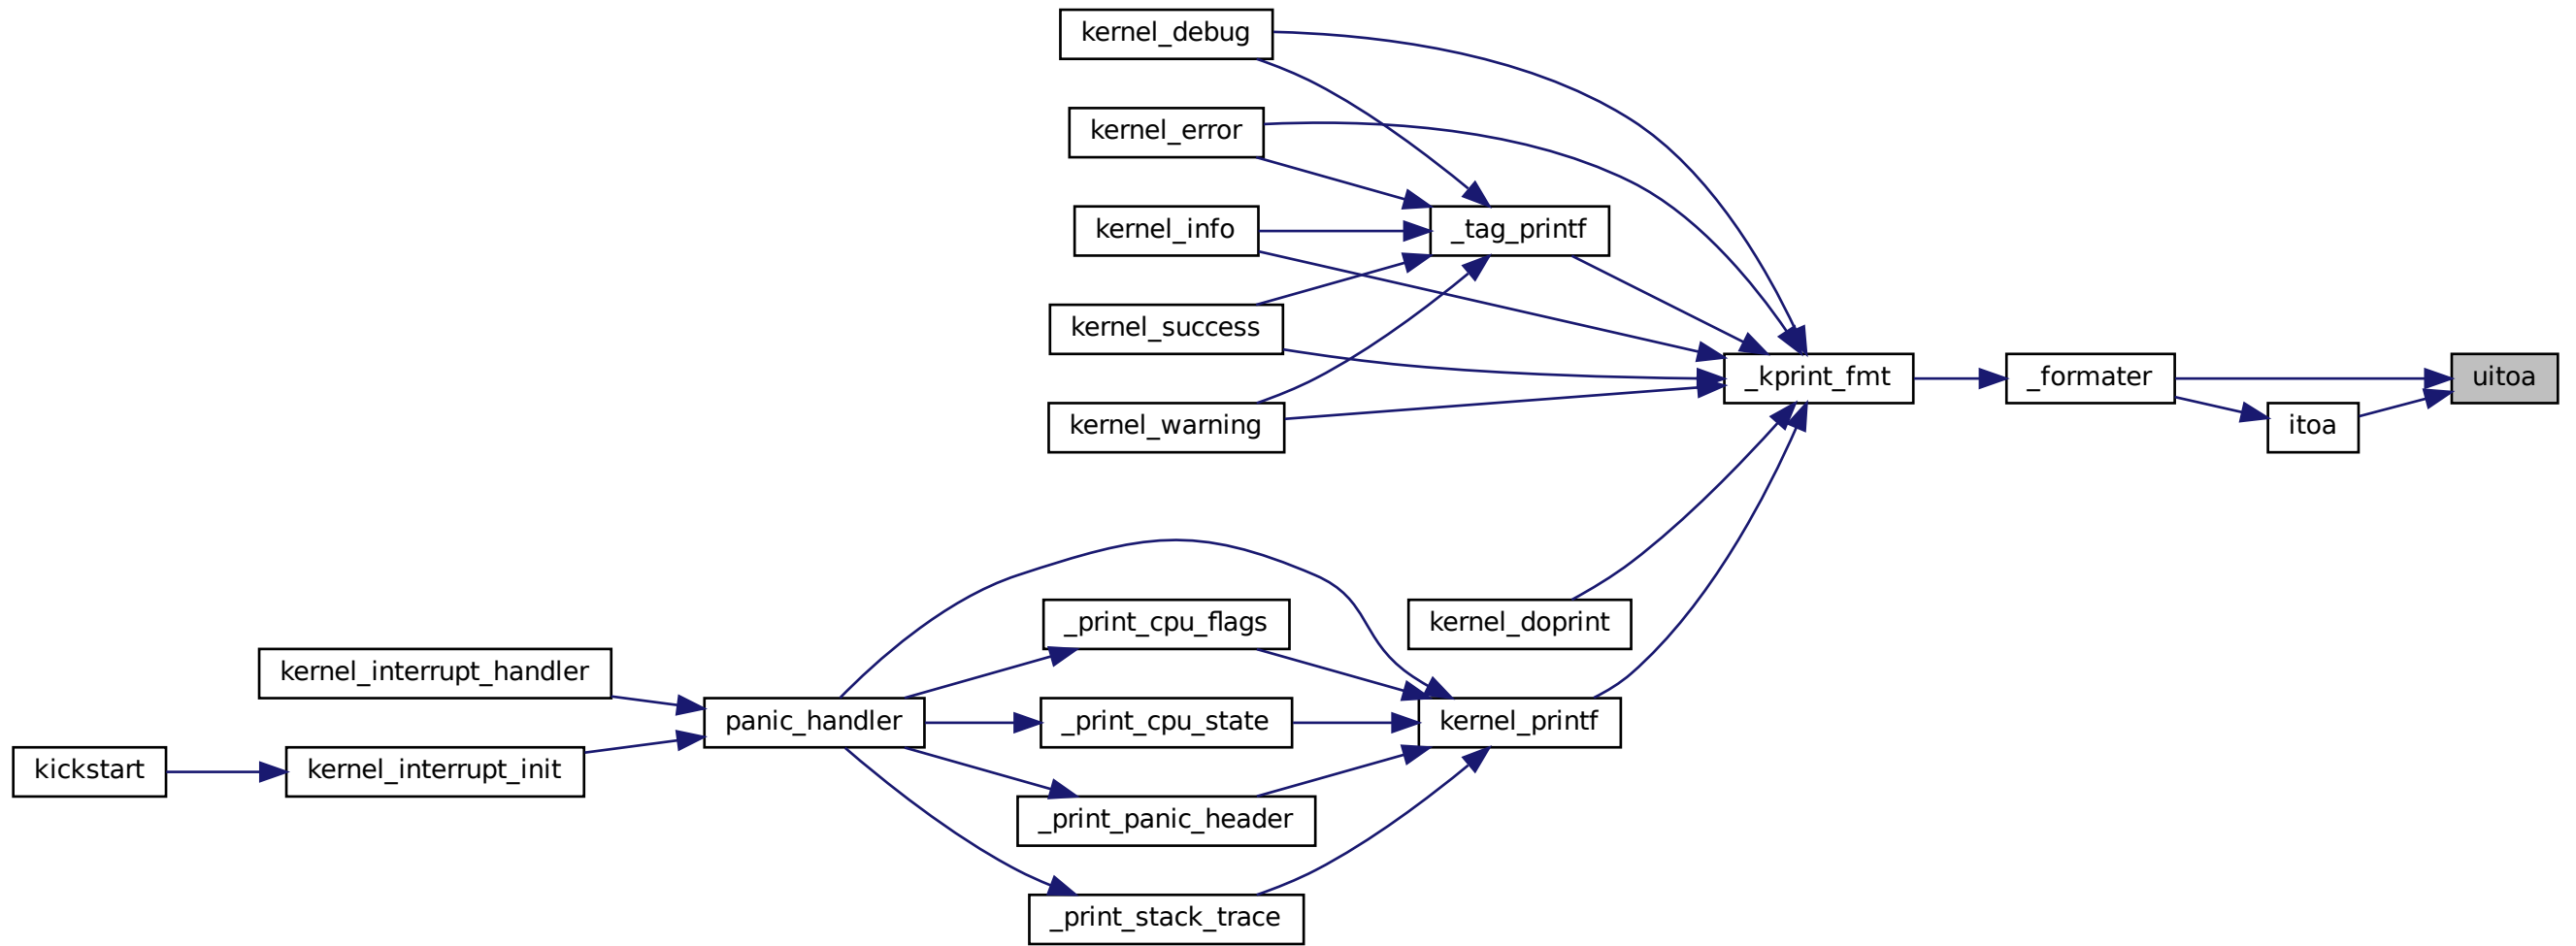 kernel_debug
kernel_error
kernel_info
_tag_printf
kernel_success
_kprint_fmt
_formater
uitoa
kernel_warning
itoa
_print_cpu_flags
kernel_doprint
kernel_interrupt_handler
panic_handler
_print_cpu_state
kernel_printf
kickstart
kernel_interrupt_init
_print_panic_header
_print_stack_trace